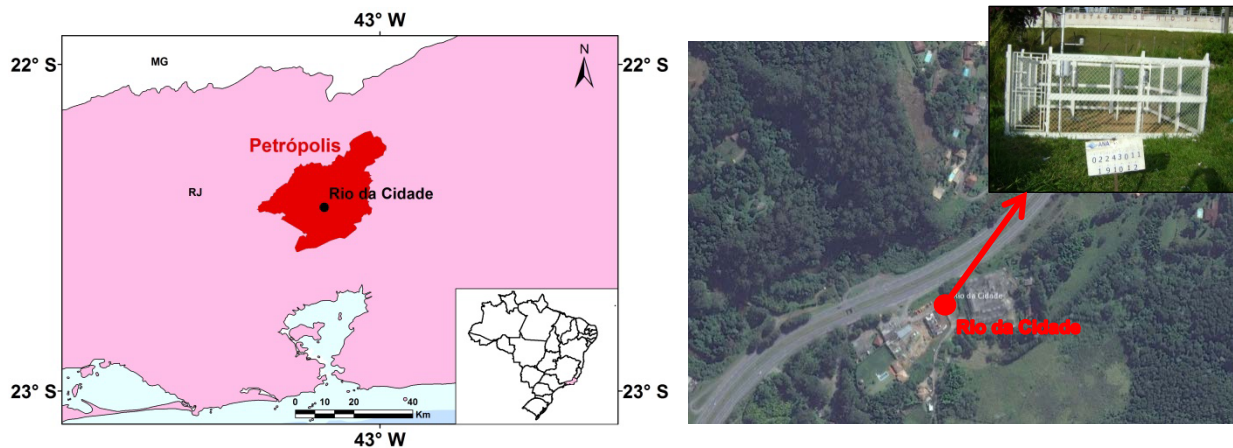 43° W
22° S
22° S
MG
N
Petrópolis
Rio da Cidade
RJ
23° S
23° S
0 10 20 40
Km
43° W
Rio da Cidade
Rio da Cidade
ANA
02243011
191012